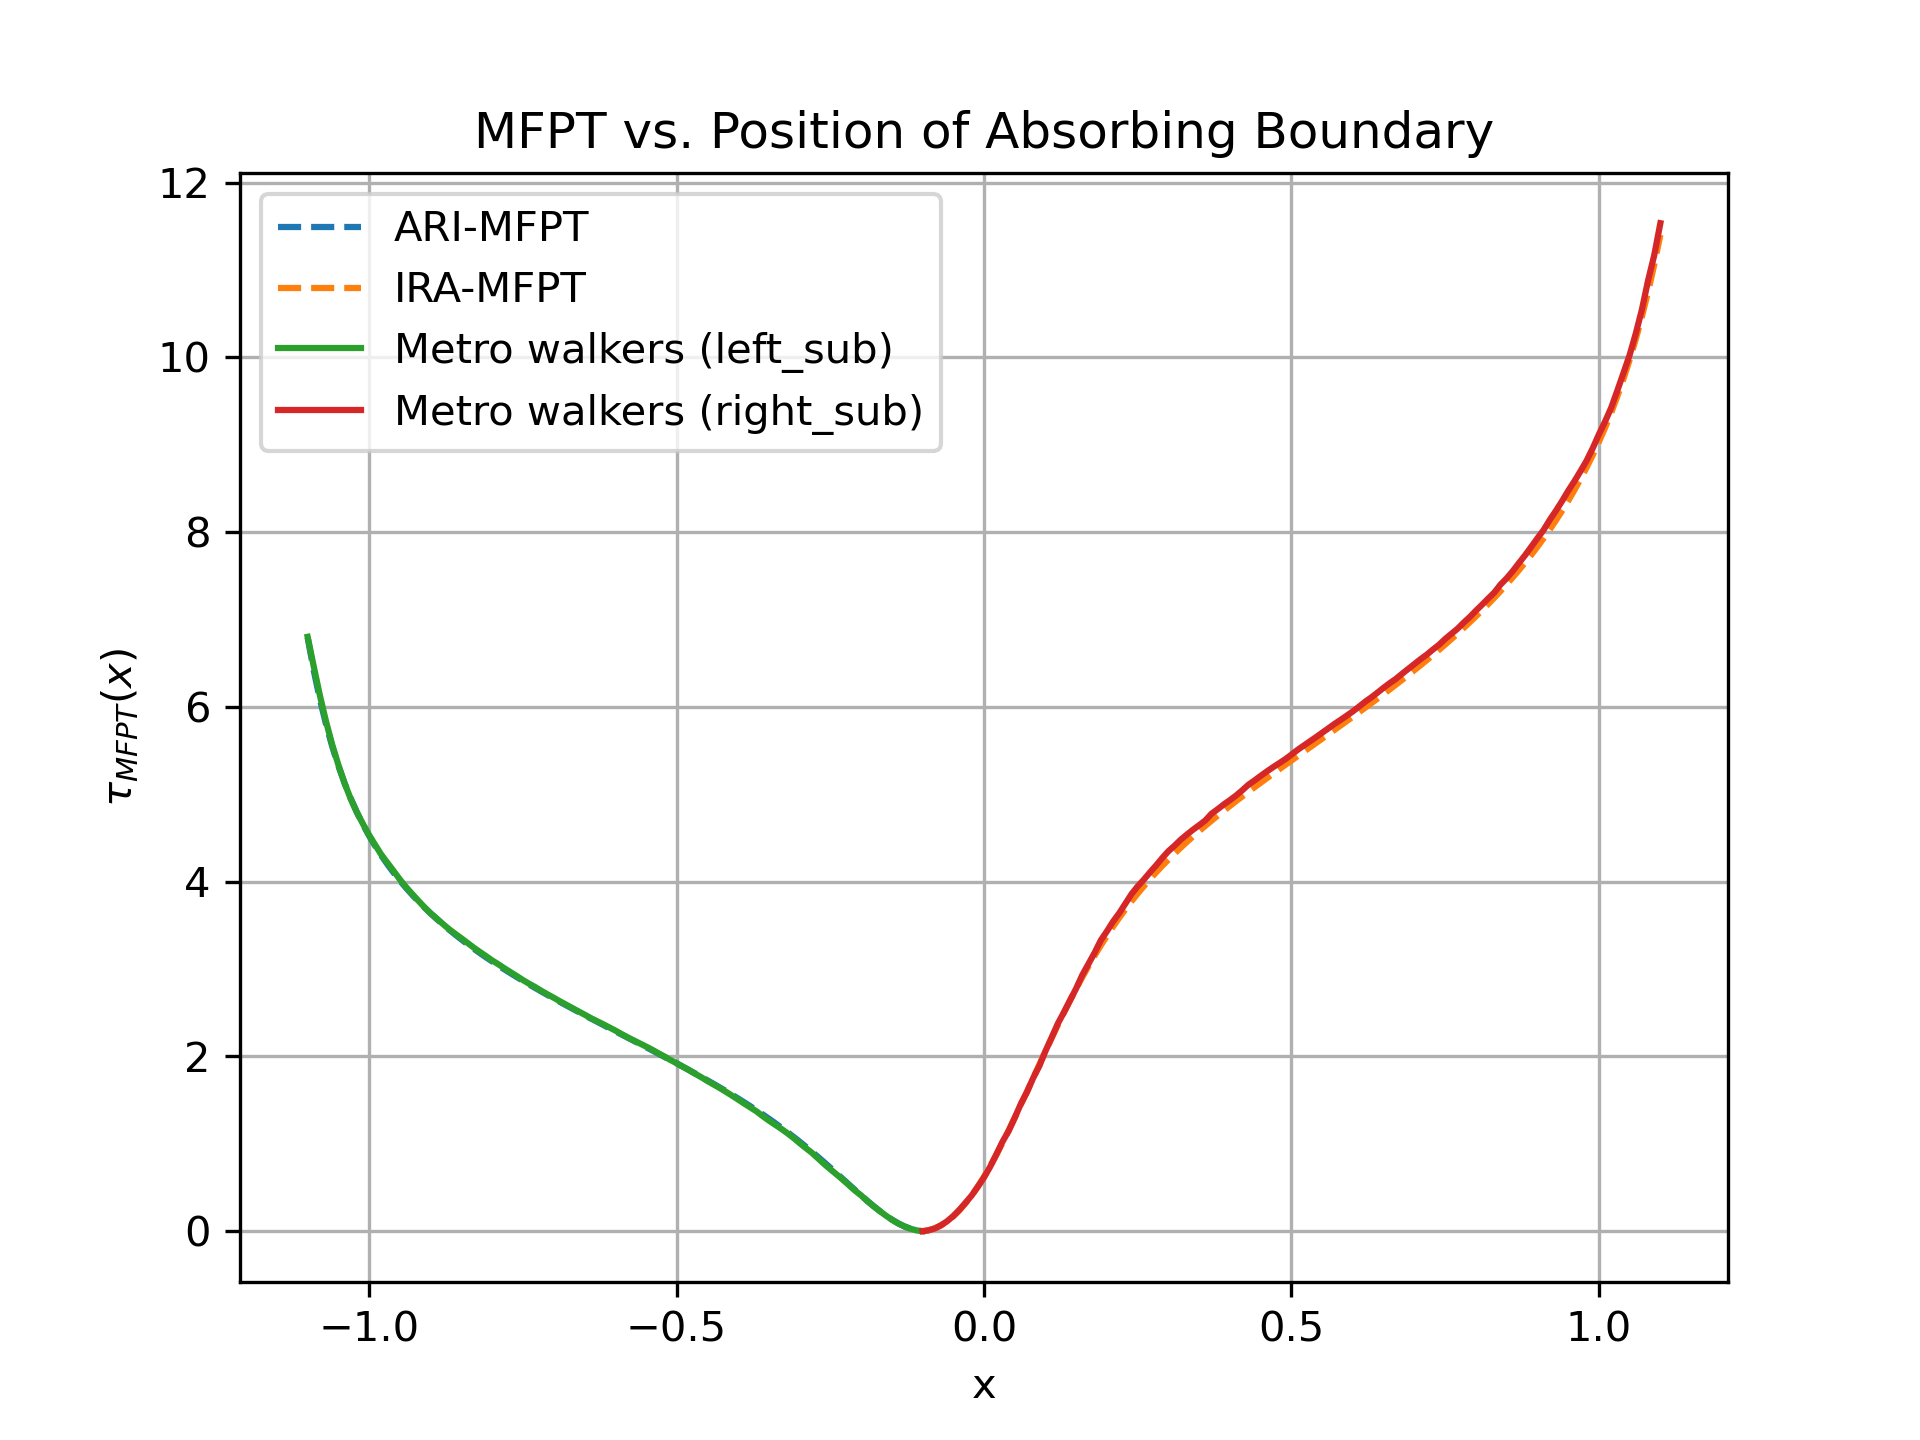 MFPT vs. Position of Absorbing Boundary
12
10
8
6
4
2
0
τMFPT(x)
ARI-MFPT
IRA-MFPT
Metro walkers (left_sub)
Metro walkers (right_sub)
−1.0 −0.5 0.0 0.5 1.0
x